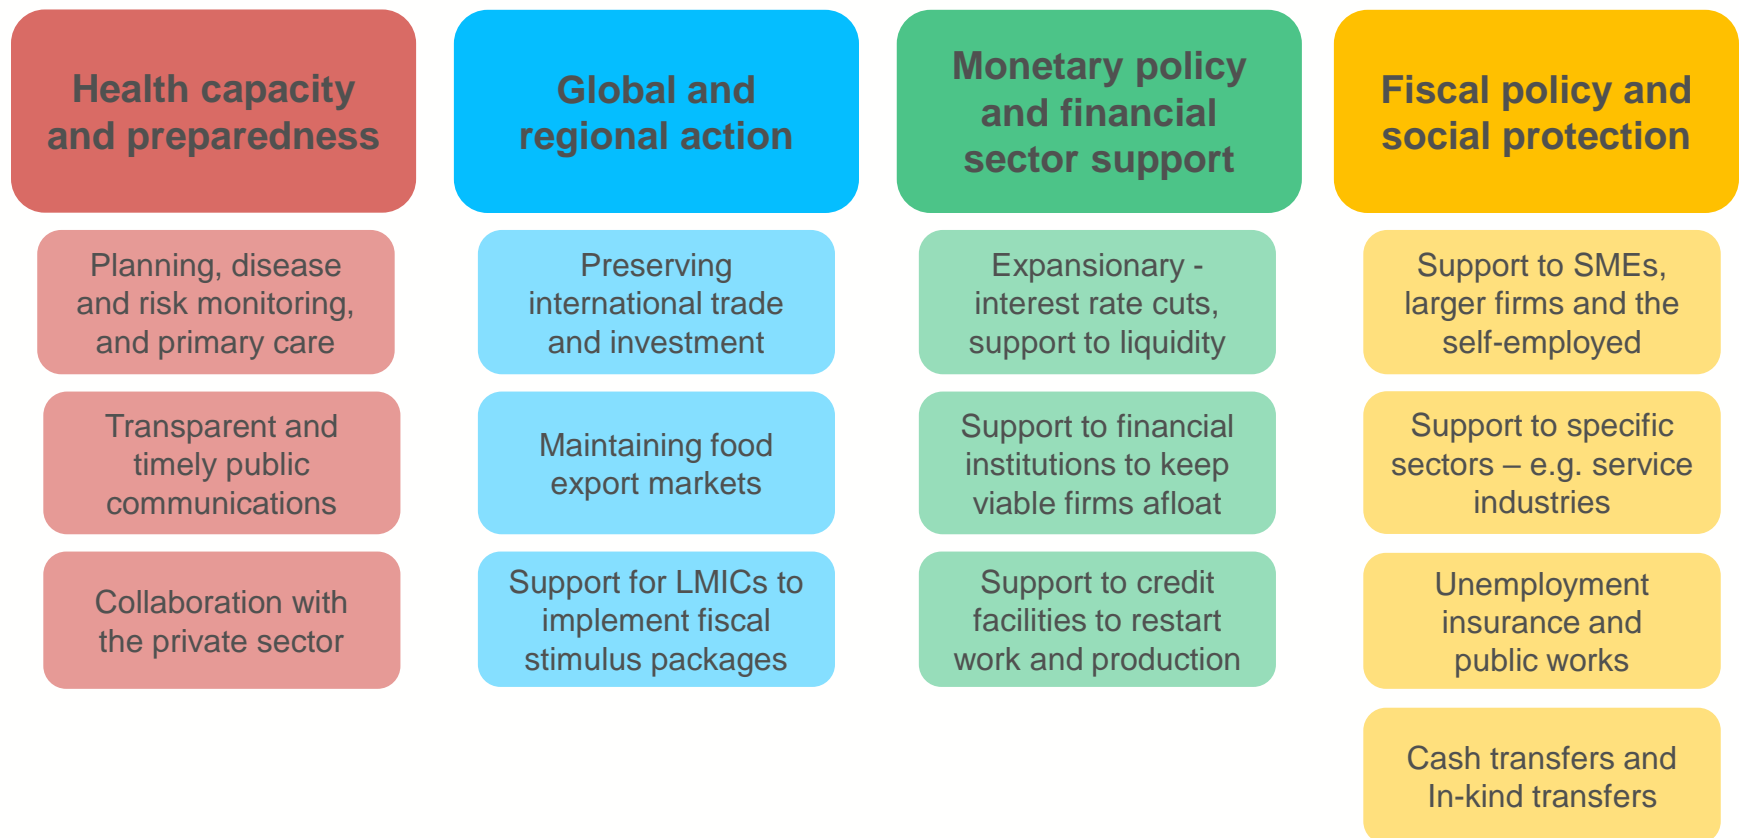 Health capacity
and preparedness
Planning, disease
and risk monitoring,
and primary care
Transparent and
timely public
communications
Collaboration with
the private sector
Global and
regional action
Preserving
international trade
and investment
Maintaining food
export markets
Support for LMICs to
implement fiscal
stimulus packages
Monetary policy
and financial
sector support
Expansionary -
interest rate cuts,
support to liquidity
Support to financial
institutions to keep
viable firms afloat
Support to credit
facilities to restart
work and production
Fiscal policy and
social protection
Support to SMEs,
larger firms and the
self-employed
Support to specific
sectors – e.g. service
industries
Unemployment
insurance and
public works
Cash transfers and
In-kind transfers